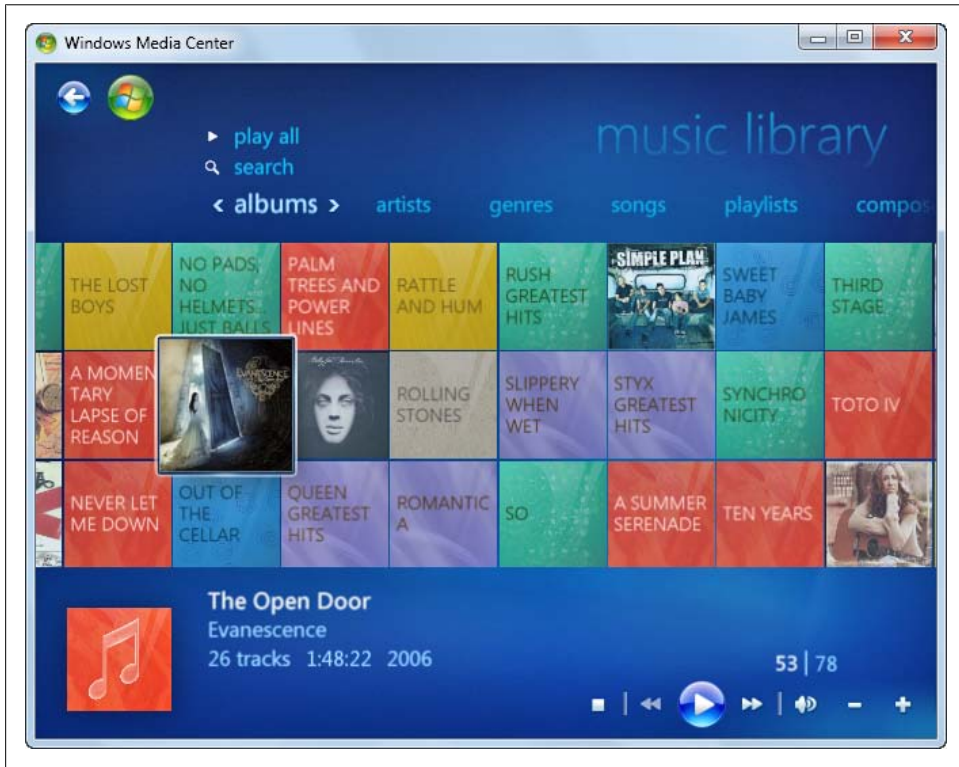 Windows Media Center
music library
play all
search
albums
artists
genres
songs
playlists
compos
THE LOST
BOYS
NO PADS,
NO
HELMETS...
JUST BALLS
PALM
TREES AND
POWER
LINES
RATTLE
AND HUM
RUSH
GREATEST
HITS
SIMPLE PLAN
SWEET
BABY
JAMES
THIRD
STAGE
A MOMEN
TARY
LAPSE OF
REASON
EVANESCENCE
ROLLING
STONES
SLIPPERY
WHEN
WET
STYX
GREATEST
HITS
SYNCHRO
NICITY
TOTO IV
NEVER LET
ME DOWN
OUT OF
THE
CELLAR
QUEEN
GREATEST
HITS
ROMANTIC
A
SO
A SUMMER
SERENADE
TEN YEARS
The Open Door
Evanescence
26 tracks 1:48:22 2006
53 | 78